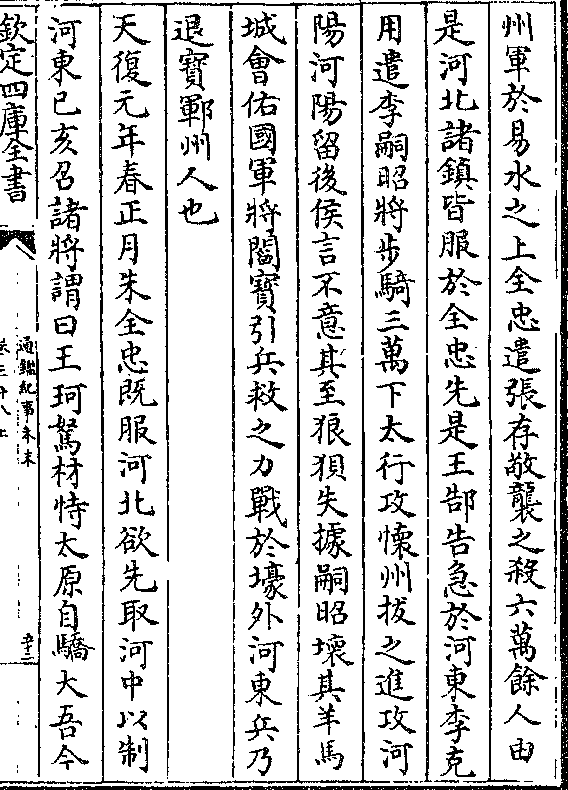 州軍於易水之上全忠遣張存敬襲之殺六萬餘人由
是河北諸鎮皆服於全忠先是王郜告急於河東李克
用遣李嗣昭將步騎三萬下太行攻懷州拔之進攻河
陽河陽留後侯言不意其至狼狽失據嗣昭壞其羊馬
城會佑國軍將閻寶引兵救之力戰於壕外河東兵乃
退寶鄆州人也
天復元年春正月朱全忠既服河北欲先取河中以制
河東己亥召諸將謂曰王珂駑材恃太原自驕大吾今
欽定四庫全書
通鑑紀事本末
卷三十八上